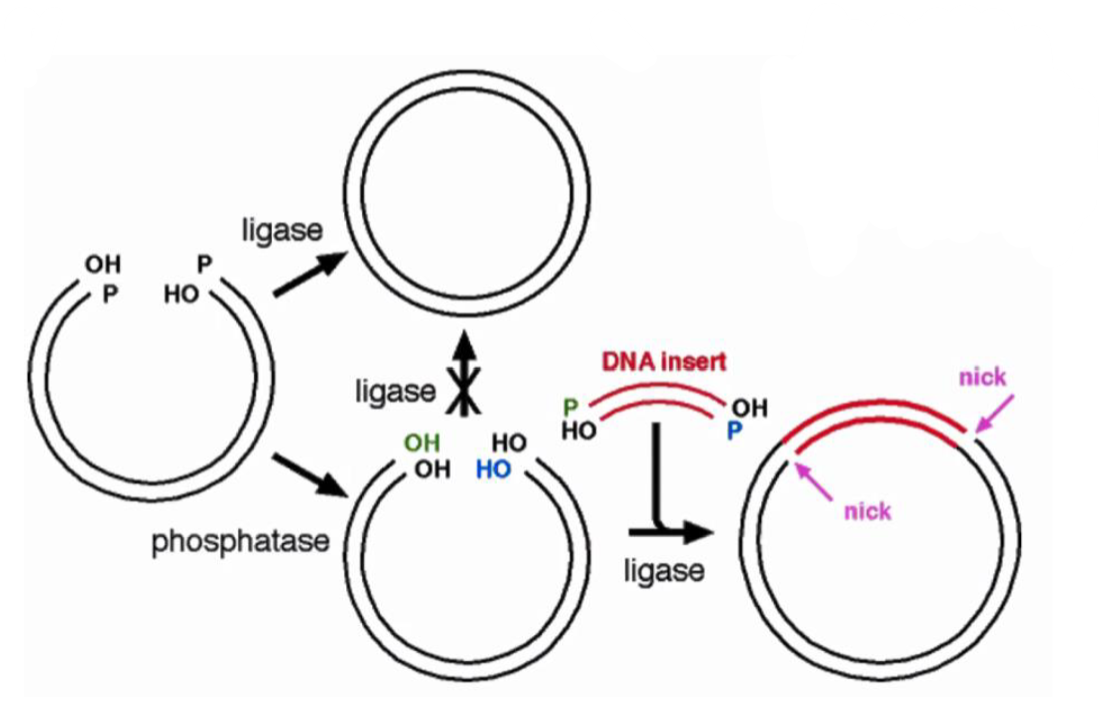 ligase
OH P
P HO
ligase
DNA insert
nick
P OH
HO P
OH HO
OH HO
nick
phosphatase
ligase